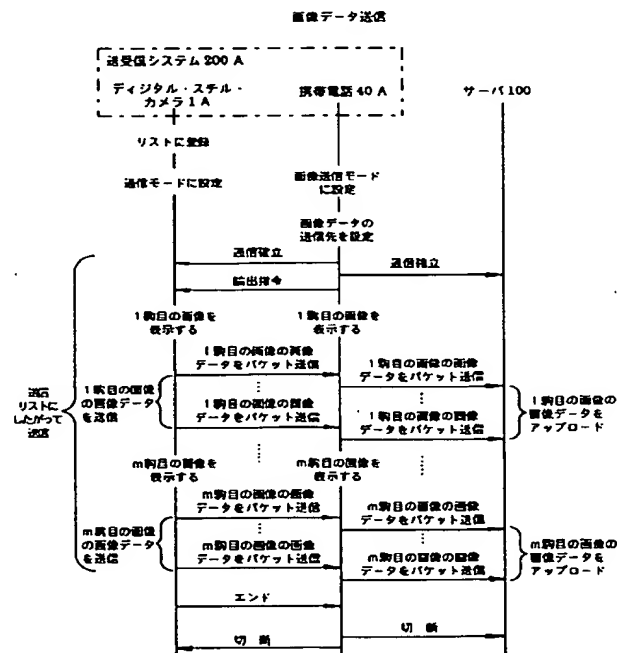 画像データ送信
送受信システム200A
ディジタル・スチル・
カメラ1A
携帯電話40A
サーバ100
リストに登録
通信モードに設定
画像送信モード
に設定
画像データの
送信先を設定
通信確立
通信確立
輸出指令
1駒目の画像を
表示する
1駒目の画像を
表示する
1駒目の画像の画像
データをパケット送信
1駒目の画像の画像
データをパケット送信
送信
リストに
したがって
送信
1駒目の画像
の画像データ
を送信
1駒目の画像の画像
データをパケット送信
1駒目の画像の画像
データをパケット送信
1駒目の画像の
画像データを
アップロード
m駒目の画像を
表示する
m駒目の画像を
表示する
m駒目の画像の画像
データをパケット送信
m駒目の画像の画像
データをパケット送信
m駒目の画像
の画像データ
を送信
m駒目の画像の画像
データをパケット送信
m駒目の画像の画像
データをパケット送信
m駒目の画像の
画像データを
アップロード
エンド
切断
切断